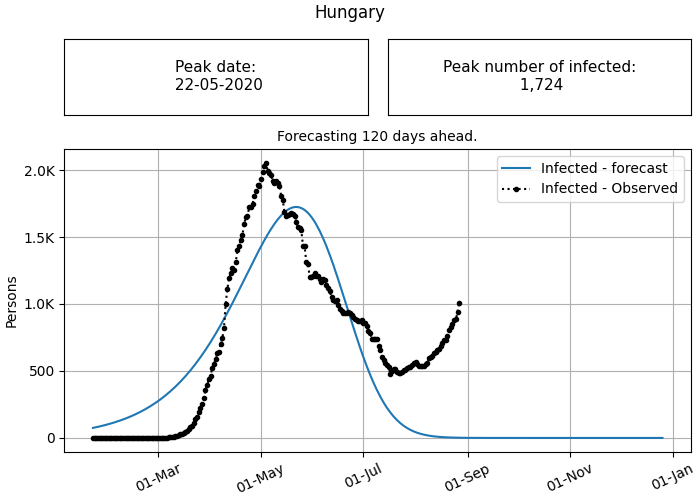 Hungary
Peak date:
22-05-2020
Peak number of infected:
1,724
Forecasting 120 days ahead.
Infected - forecast
Infected - Observed
2.0K
1.5K
1.0K
500
0
Persons
01-Mar
01-May
01-Jul
01-Sep
01-Nov
01-Jan